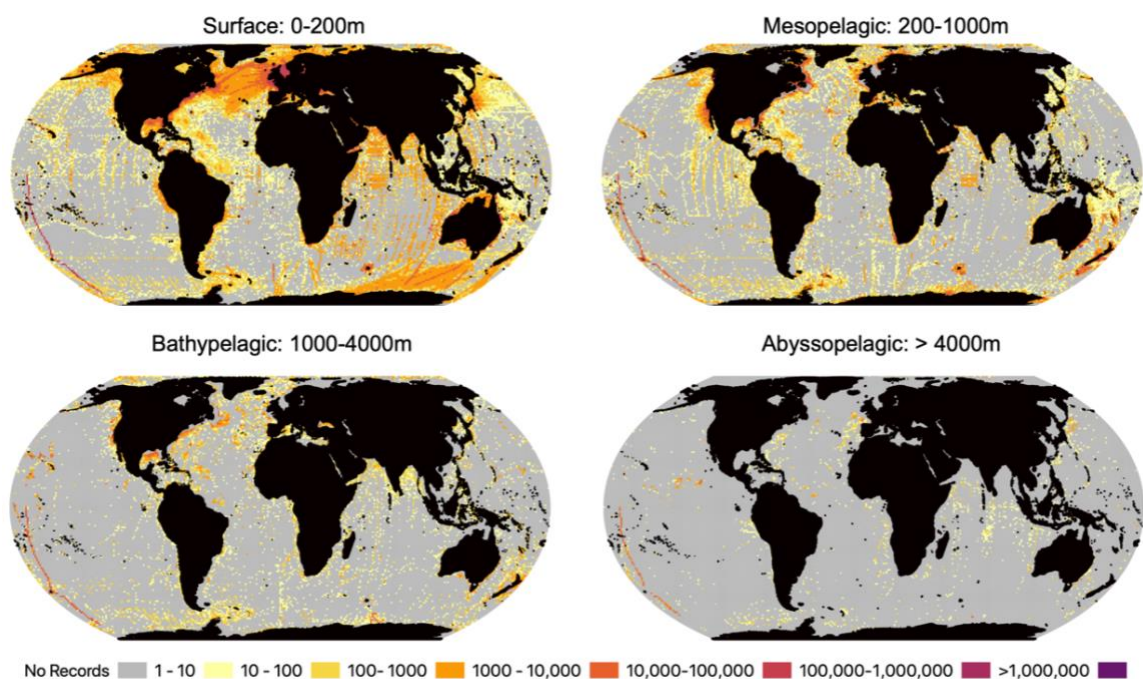 Surface: 0-200m
Mesopelagic: 200-1000m
Bathypelagic: 1000-4000m
Abyssopelagic: > 4000m
No Records 1 - 10 10 - 100 100- 1000 1000 - 10,000 10,000-100,000 100,000-1,000,000 >1,000,000